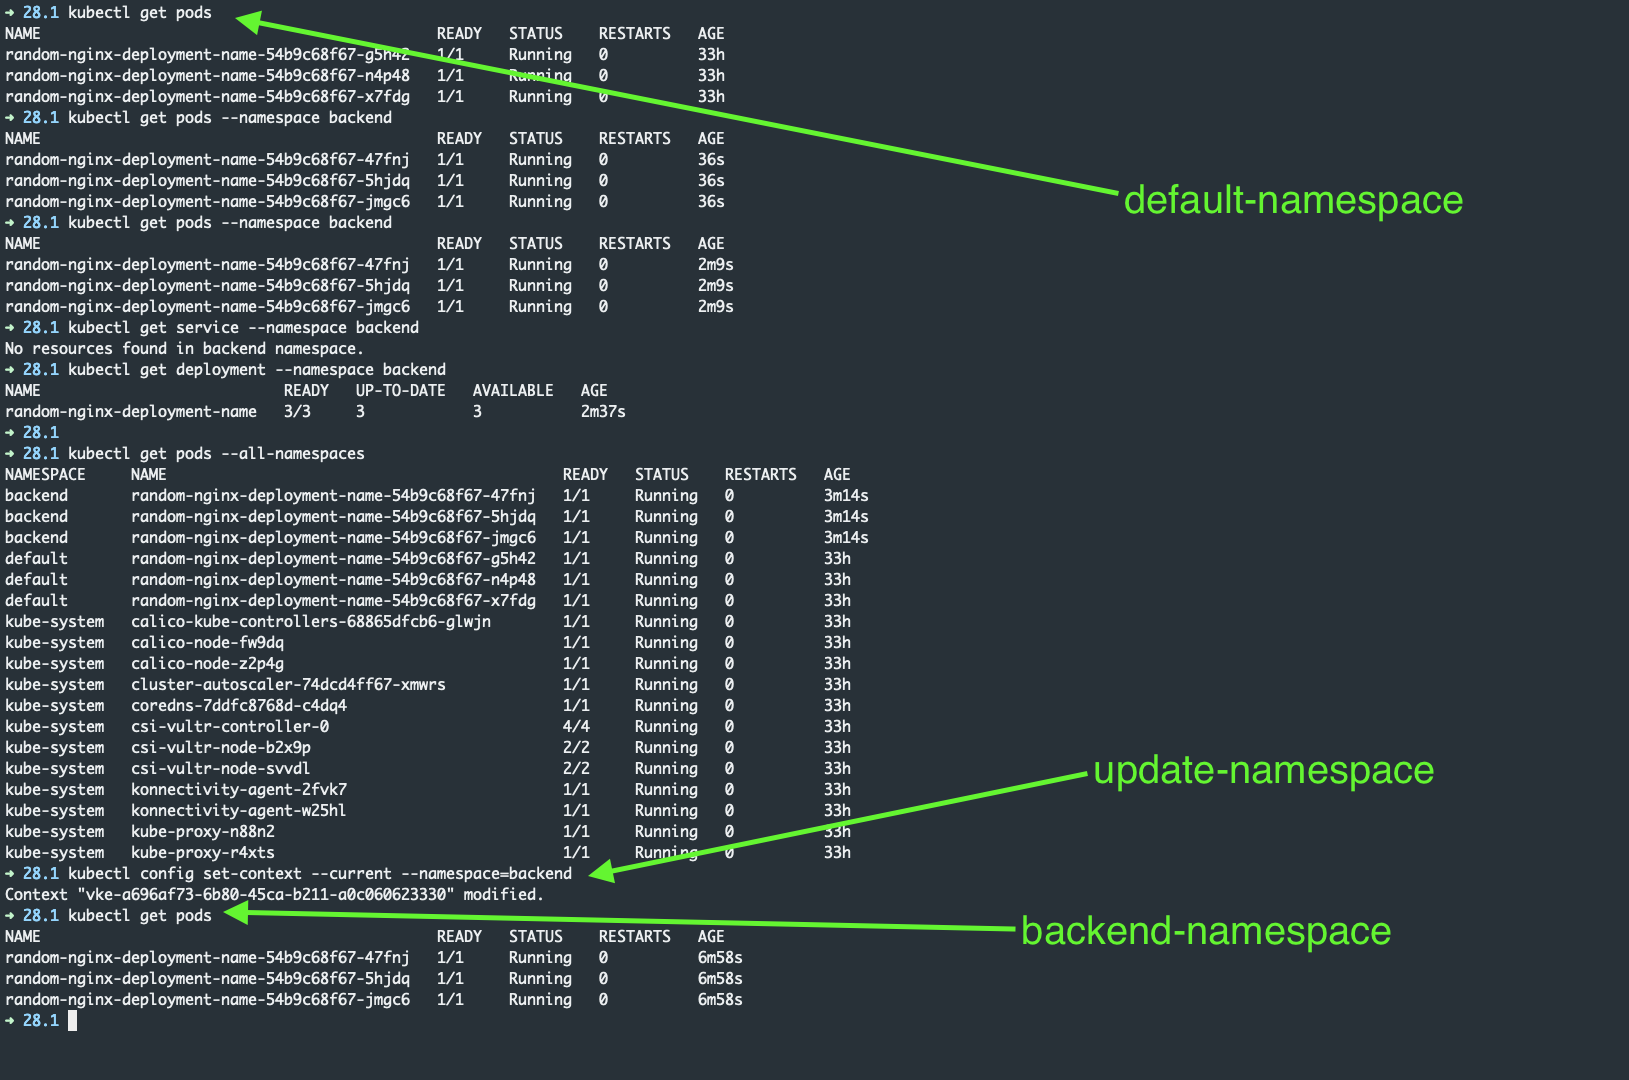 → 28.1 kubectl get pods
NAME READY STATUS RESTARTS AGE
random-nginx-deployment-name-54b9c68f67-g5h42 1/1 Running 0 33h
random-nginx-deployment-name-54b9c68f67-n4p48 1/1 Running 0 33h
random-nginx-deployment-name-54b9c68f67-x7fdg 1/1 Running 0 33h
→ 28.1 kubectl get pods --namespace backend
NAME READY STATUS RESTARTS AGE
random-nginx-deployment-name-54b9c68f67-47fnj 1/1 Running 0 36s
random-nginx-deployment-name-54b9c68f67-5hjdq 1/1 Running 0 36s
random-nginx-deployment-name-54b9c68f67-jmgc6 1/1 Running 0 36s
default-namespace
→ 28.1 kubectl get pods --namespace backend
NAME READY STATUS RESTARTS AGE
random-nginx-deployment-name-54b9c68f67-47fnj 1/1 Running 0 2m9s
random-nginx-deployment-name-54b9c68f67-5hjdq 1/1 Running 0 2m9s
random-nginx-deployment-name-54b9c68f67-jmgc6 1/1 Running 0 2m9s
→ 28.1 kubectl get service --namespace backend
No resources found in backend namespace.
→ 28.1 kubectl get deployment --namespace backend
NAME READY UP-TO-DATE AVAILABLE AGE
random-nginx-deployment-name 3/3 3 3 2m37s
→ 28.1
→ 28.1 kubectl get pods --all-namespaces
NAMESPACE NAME READY STATUS RESTARTS AGE
backend random-nginx-deployment-name-54b9c68f67-47fnj 1/1 Running 0 3m14s
backend random-nginx-deployment-name-54b9c68f67-5hjdq 1/1 Running 0 3m14s
backend random-nginx-deployment-name-54b9c68f67-jmgc6 1/1 Running 0 3m14s
default random-nginx-deployment-name-54b9c68f67-g5h42 1/1 Running 0 33h
default random-nginx-deployment-name-54b9c68f67-n4p48 1/1 Running 0 33h
default random-nginx-deployment-name-54b9c68f67-x7fdg 1/1 Running 0 33h
kube-system calico-kube-controllers-68865dfcb6-glwjn 1/1 Running 0 33h
kube-system calico-node-fw9dq 1/1 Running 0 33h
kube-system calico-node-z2p4g 1/1 Running 0 33h
kube-system cluster-autoscaler-74dcd4ff67-xmwrs 1/1 Running 0 33h
kube-system coredns-7ddfc8768d-c4dq4 1/1 Running 0 33h
kube-system csi-vultr-controller-0 4/4 Running 0 33h
kube-system csi-vultr-node-b2x9p 2/2 Running 0 33h
kube-system csi-vultr-node-svvdl 2/2 Running 0 33h
update-namespace
kube-system konnectivity-agent-2fvk7 1/1 Running 0 33h
kube-system konnectivity-agent-w25hl 1/1 Running 0 33h
kube-system kube-proxy-n88n2 1/1 Running 0 33h
kube-system kube-proxy-r4xts 1/1 Running 0 33h
→ 28.1 kubectl config set-context --current --namespace=backend
Context "vke-a696af73-6b80-45ca-b211-a0c060623330" modified.
→ 28.1 kubectl get pods
backend-namespace
NAME READY STATUS RESTARTS AGE
random-nginx-deployment-name-54b9c68f67-47fnj 1/1 Running 0 6m58s
random-nginx-deployment-name-54b9c68f67-5hjdq 1/1 Running 0 6m58s
random-nginx-deployment-name-54b9c68f67-jmgc6 1/1 Running 0 6m58s
→ 28.1